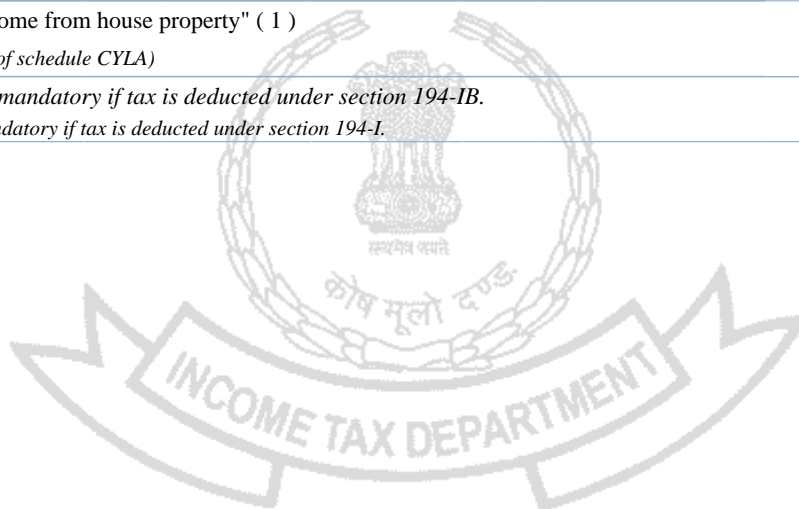 ome from house property" ( 1 )
of schedule CYLA)
mandatory if tax is deducted under section 194-IB.
ndatory if tax is deducted under section 194-I.
सत्यमेव जयते
कोष मूलो दण्डः
INCOME TAX DEPARTMENT